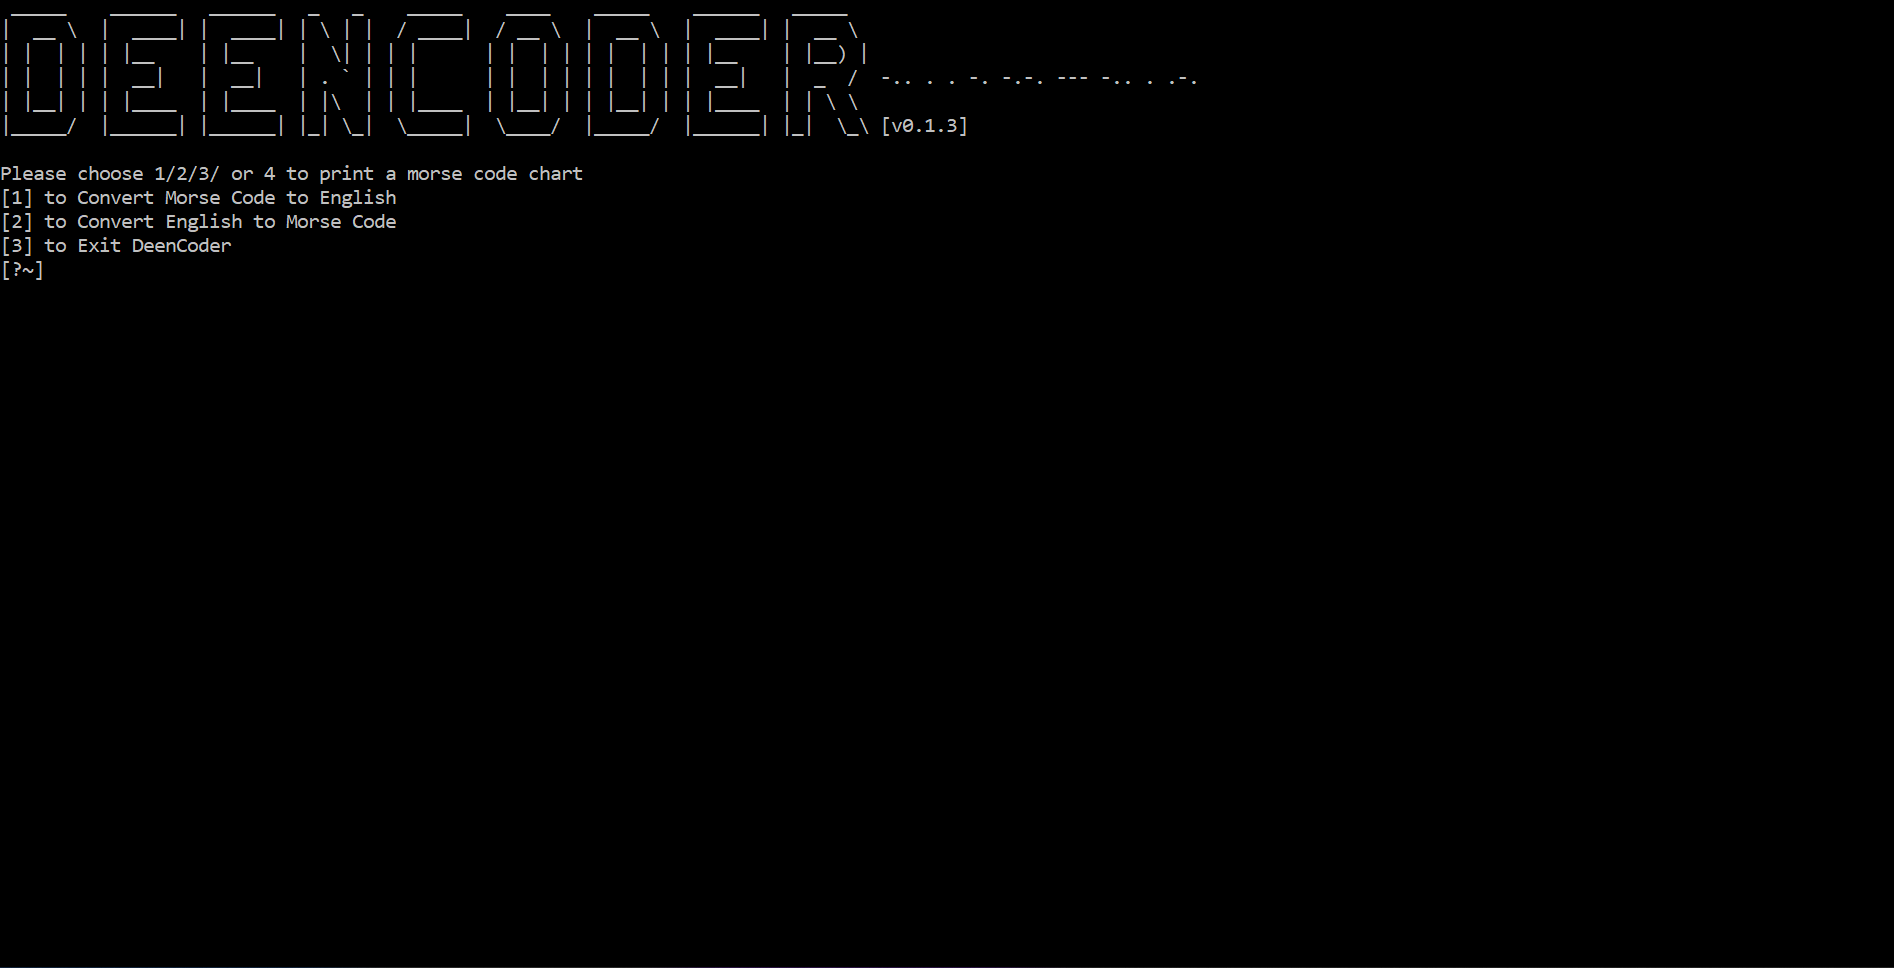 DEENCODER -.. . . -. -.-. --- -.. . .-.
[v0.1.3]
Please choose 1/2/3/ or 4 to print a morse code chart
[1] to Convert Morse Code to English
[2] to Convert English to Morse Code
[3] to Exit DeenCoder
[?~]